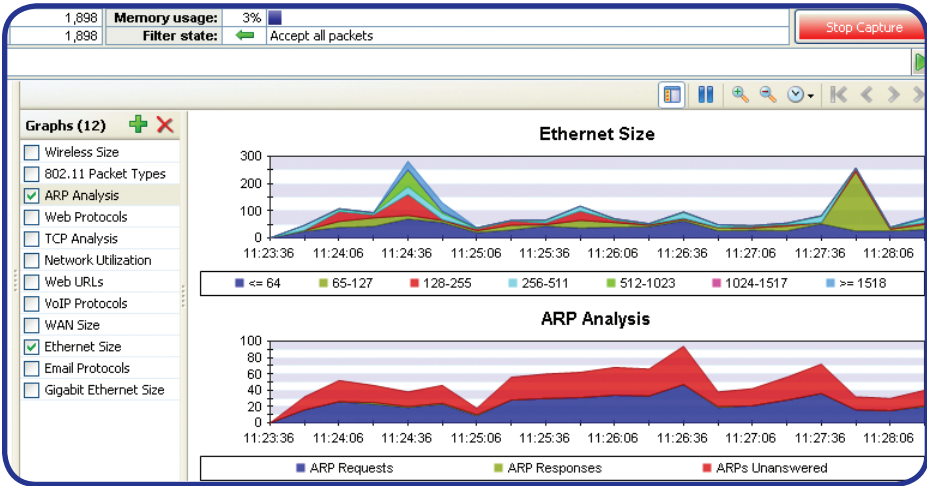 1,898 Memory usage: 3%
1,898 Filter state: Accept all packets
Stop Capture
Graphs (12)
Wireless Size
802.11 Packet Types
ARP Analysis
Web Protocols
TCP Analysis
Network Utilization
Web URLs
VoIP Protocols
WAN Size
Ethernet Size
Email Protocols
Gigabit Ethernet Size
Ethernet Size
300
200
100
0
11:23:36 11:24:06 11:24:36 11:25:06 11:25:36 11:26:06 11:26:36 11:27:06 11:27:36 11:28:06
<= 64 65-127 128-255 256-511 512-1023 1024-1517 >= 1518
ARP Analysis
100
80
60
40
20
0
11:23:36 11:24:06 11:24:36 11:25:06 11:25:36 11:26:06 11:26:36 11:27:06 11:27:36 11:28:06
ARP Requests ARP Responses ARPs Unanswered